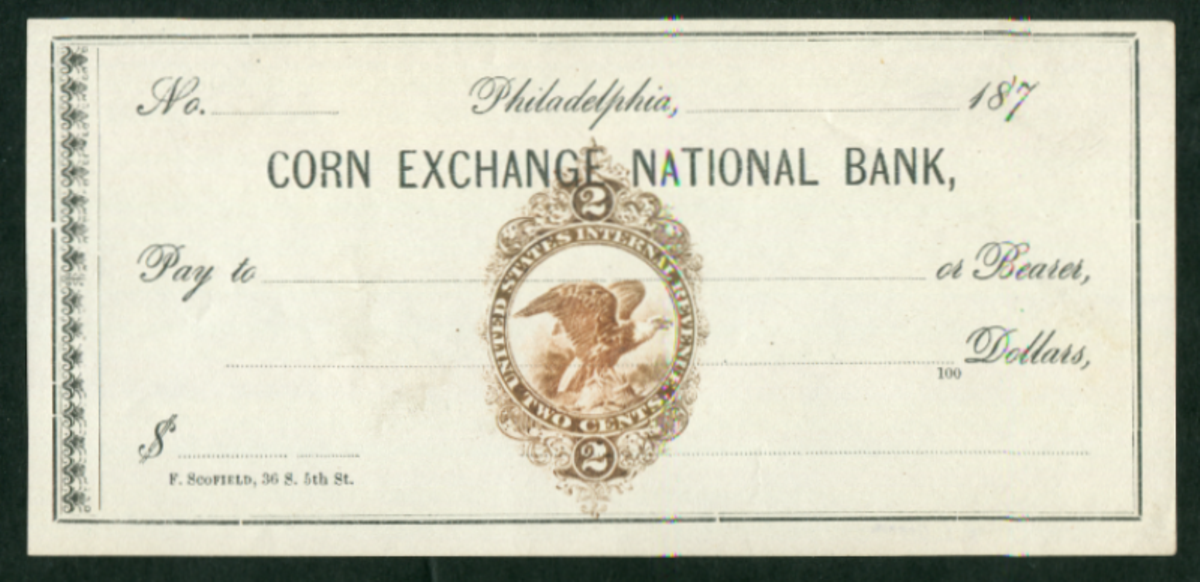 No. Philadelphia, 187
CORN EXCHANGE NATIONAL BANK,
2
UNITED STATES INTERNAL REVENUE
Pay to or Bearer,
Dollars,
100
TWO CENTS
$
2
F. SCOFIELD, 36 S. 5th St.